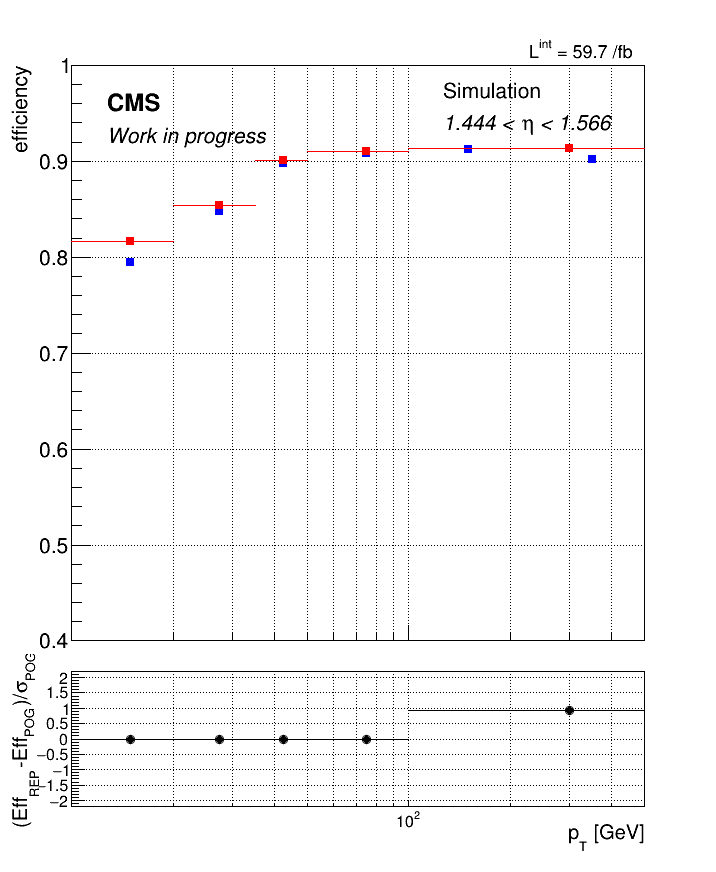 L^int = 59.7 /fb
efficiency
CMS
Work in progress
Simulation
1.444 < η < 1.566
1
0.9
0.8
0.7
0.6
0.5
0.4
(Eff_REP -Eff_POG)/σ_POG
2
1.5
1
0.5
0
−0.5
−1
−1.5
−2
10^2
p_T [GeV]